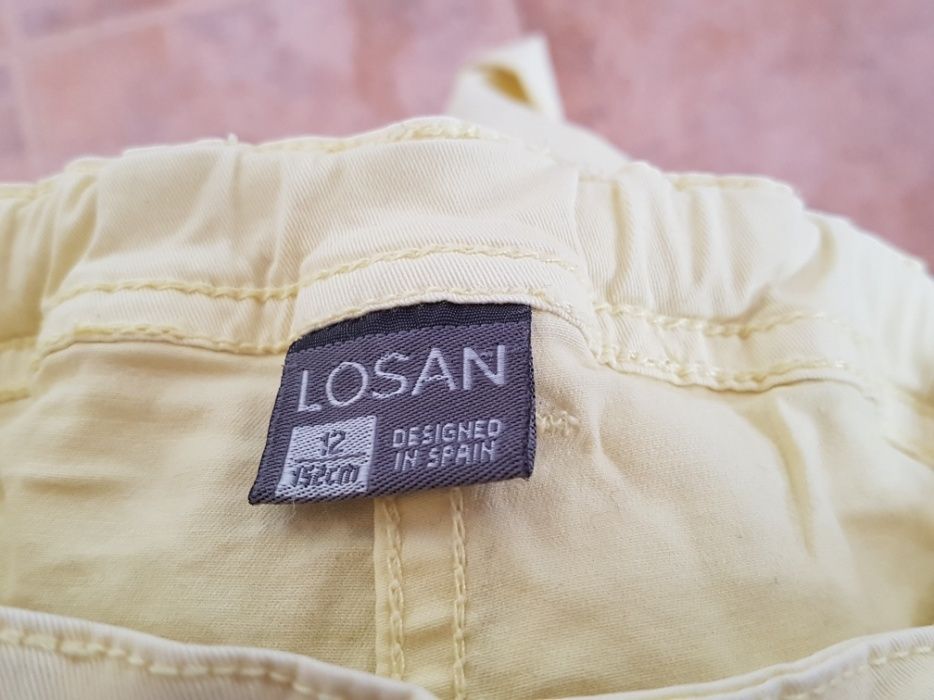 LOSAN
12
152cm
DESIGNED
IN SPAIN